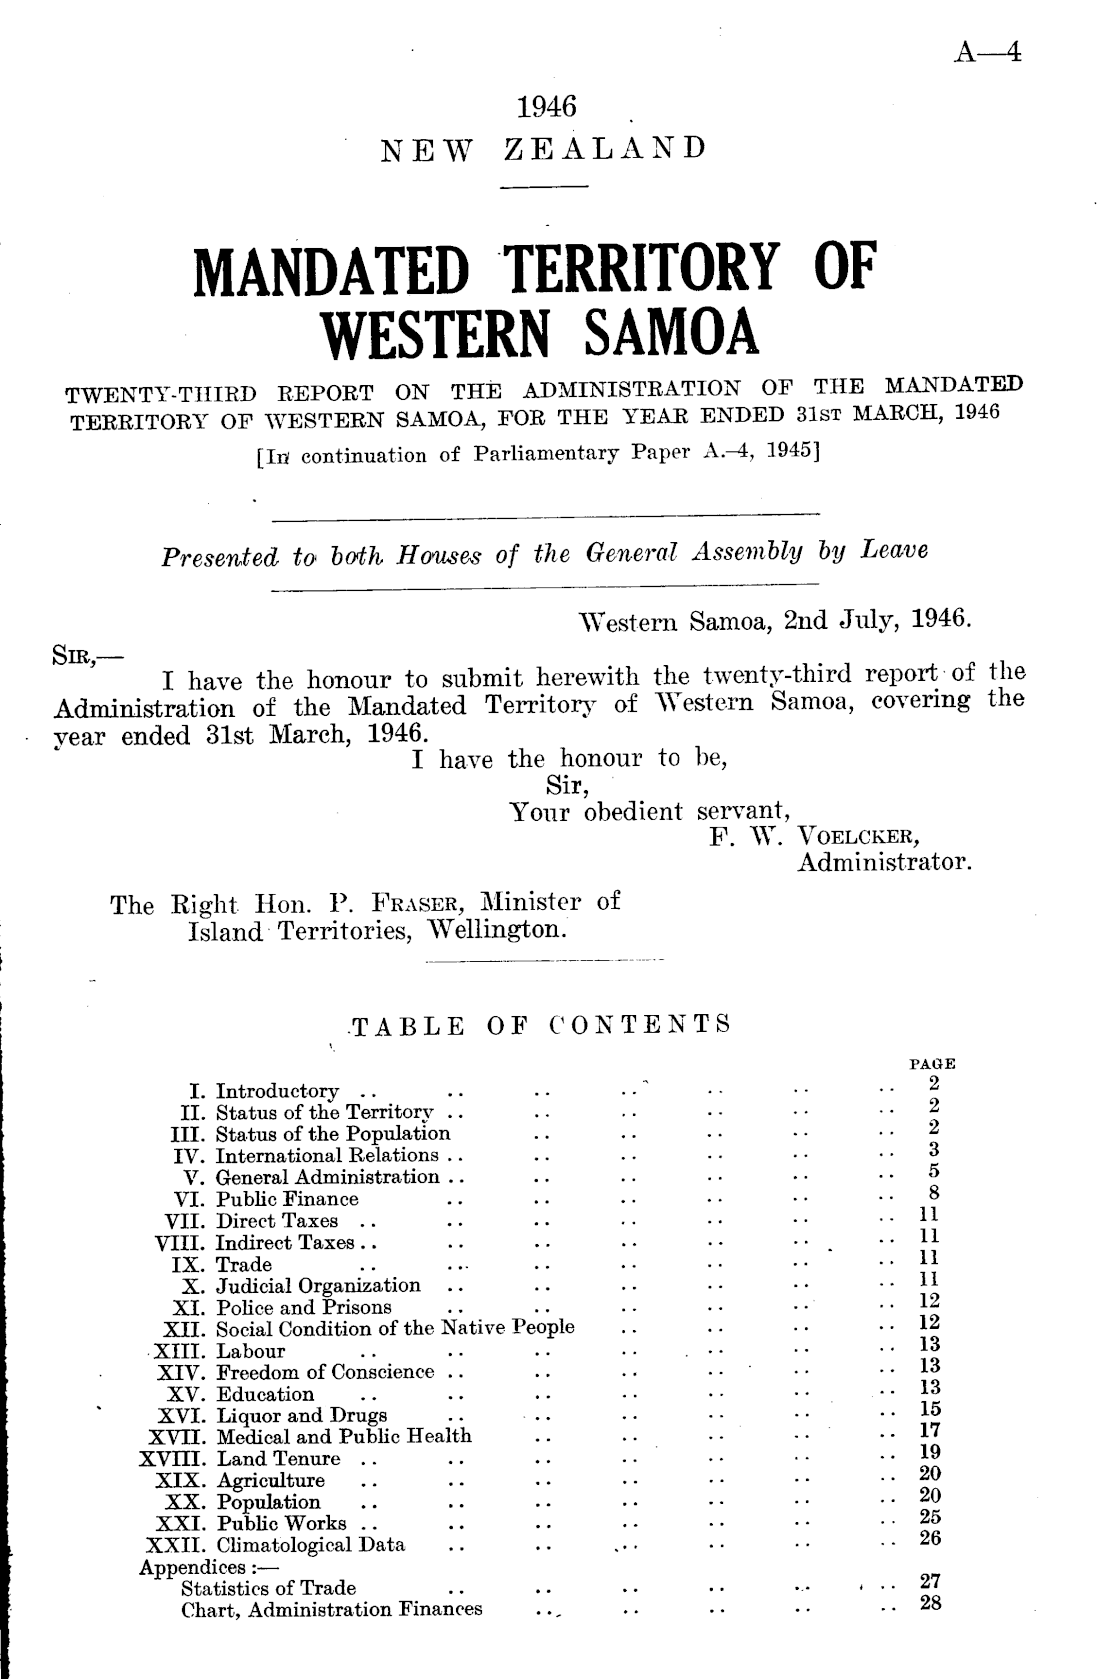 A—4
1946
NEW ZEALAND
MANDATED TERRITORY OF
WESTERN SAMOA
TWENTY-THIRD REPORT ON THE ADMINISTRATION OF THE MANDATED
TERRITORY OF WESTERN SAMOA, FOR THE YEAR ENDED 31ST MARCH, 1946
[In continuation of Parliamentary Paper A.–4, 1945]
Presented to both Houses of the General Assembly by Leave
Western Samoa, 2nd July, 1946.
SIR,—
I have the honour to submit herewith the twenty-third report of the
Administration of the Mandated Territory of Western Samoa, covering the
year ended 31st March, 1946.
I have the honour to be,
Sir,
Your obedient servant,
F. W. VOELCKER,
Administrator.
The Right Hon. P. FRASER, Minister of
Island Territories, Wellington.
TABLE OF CONTENTS
PAGE
I. Introductory .. .. .. .. .. .. .. 2
II. Status of the Territory .. .. .. .. .. .. 2
III. Status of the Population .. .. .. .. .. 2
IV. International Relations .. .. .. .. .. .. 3
V. General Administration .. .. .. .. .. .. 5
VI. Public Finance .. .. .. .. .. .. 8
VII. Direct Taxes .. .. .. .. .. .. .. 11
VIII. Indirect Taxes .. .. .. .. .. .. .. 11
IX. Trade .. .. .. .. .. .. .. 11
X. Judicial Organization .. .. .. .. .. .. 11
XI. Police and Prisons .. .. .. .. .. .. 12
XII. Social Condition of the Native People .. .. .. .. 12
XIII. Labour .. .. .. .. .. .. .. 13
XIV. Freedom of Conscience .. .. .. .. .. .. 13
XV. Education .. .. .. .. .. .. .. 13
XVI. Liquor and Drugs .. .. .. .. .. .. 15
XVII. Medical and Public Health .. .. .. .. .. 17
XVIII. Land Tenure .. .. .. .. .. .. .. 19
XIX. Agriculture .. .. .. .. .. .. .. 20
XX. Population .. .. .. .. .. .. .. 20
XXI. Public Works .. .. .. .. .. .. .. 25
XXII. Climatological Data .. .. .. .. .. .. 26
Appendices :—
Statistics of Trade .. .. .. .. .. .. 27
Chart, Administration Finances .. .. .. .. .. 28